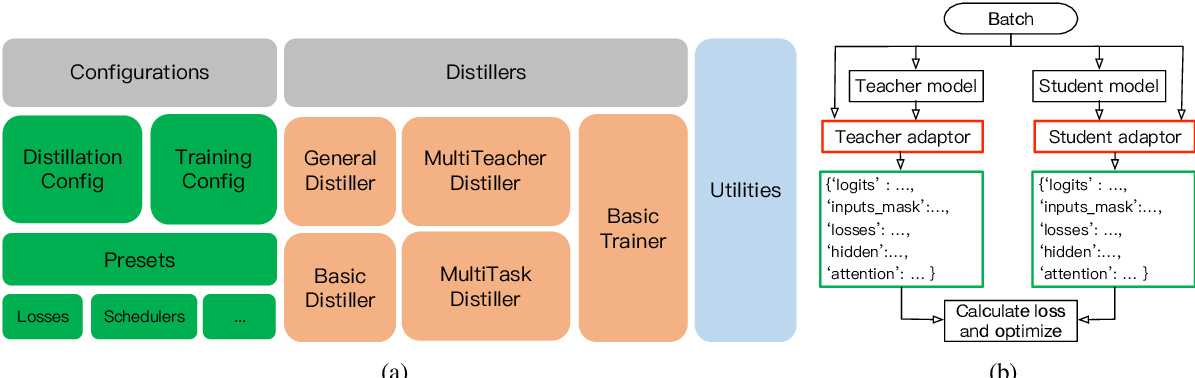 Configurations
Distillers
Utilities
Distillation
Config
Training
Config
General
Distiller
MultiTeacher
Distiller
Basic
Trainer
Presets
Basic
Distiller
MultiTask
Distiller
Losses
Schedulers
...
(a)
Batch
Teacher model
Student model
Teacher adaptor
Student adaptor
{‘logits’ : ...,
‘inputs_mask’:...,
‘losses’: ...,
‘hidden’:...,
‘attention’: ... }
{‘logits’ : ...,
‘inputs_mask’:...,
‘losses’: ...,
‘hidden’:...,
‘attention’: ... }
Calculate loss
and optimize
(b)